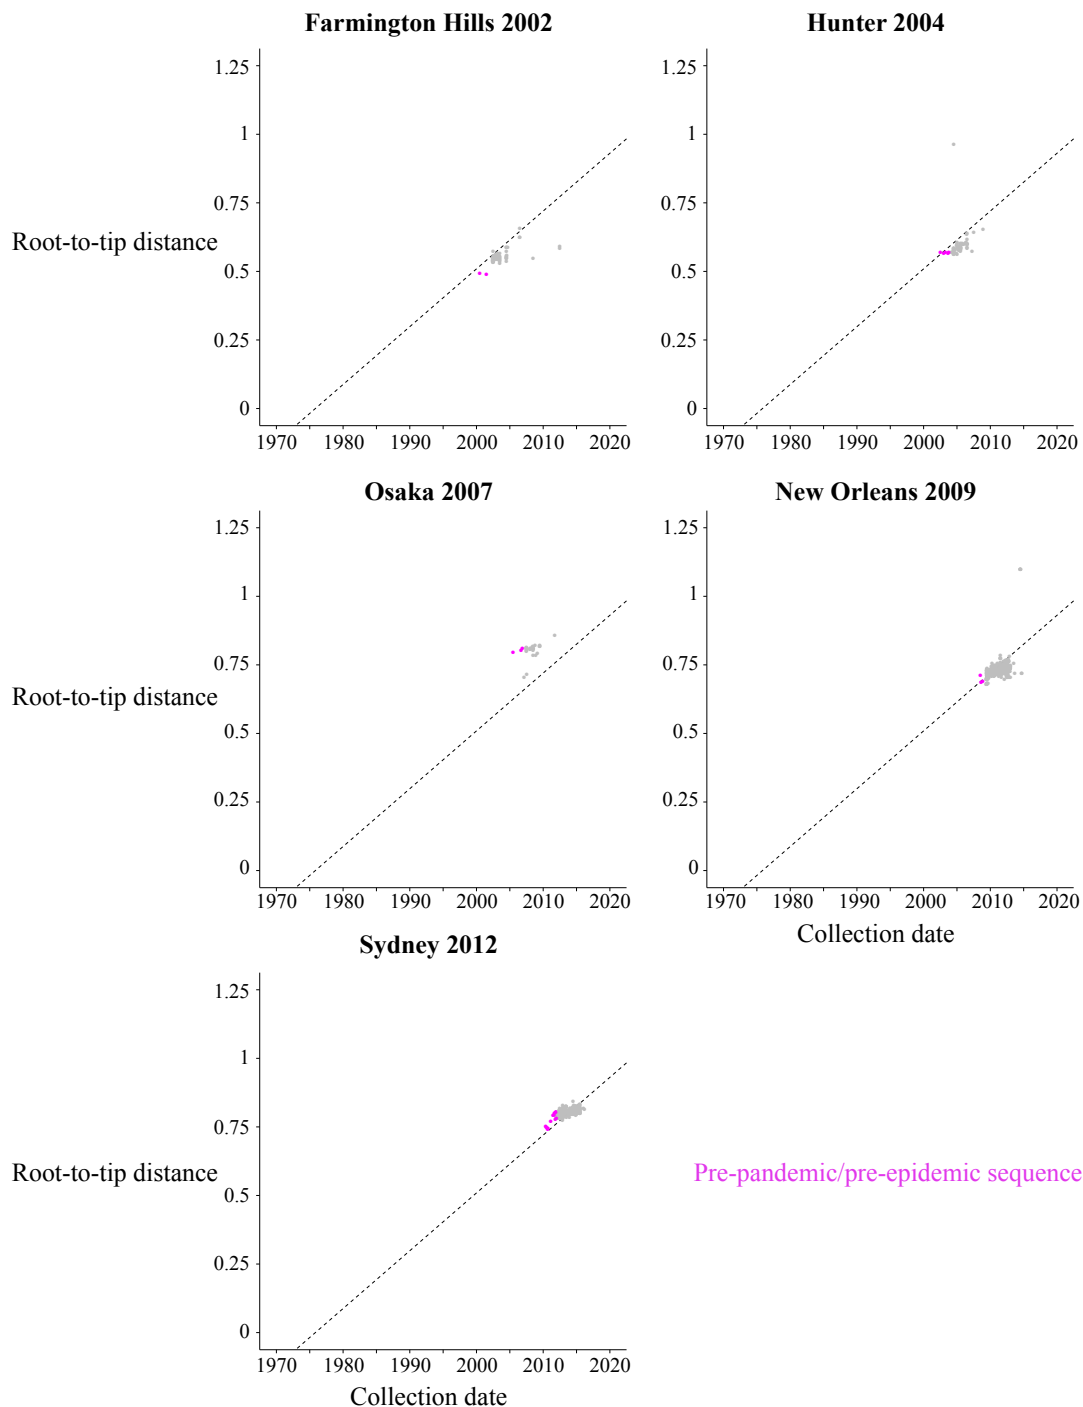 Farmington Hills 2002
Hunter 2004
1.25
1
0.75
0.5
0.25
0
Root-to-tip distance
1970 1980 1990 2000 2010 2020
1.25
1
0.75
0.5
0.25
0
1970 1980 1990 2000 2010 2020
Osaka 2007
New Orleans 2009
1.25
1
0.75
0.5
0.25
0
Root-to-tip distance
1970 1980 1990 2000 2010 2020
1.25
1
0.75
0.5
0.25
0
1970 1980 1990 2000 2010 2020
Collection date
Sydney 2012
1.25
1
0.75
0.5
0.25
0
Root-to-tip distance
1970 1980 1990 2000 2010 2020
Collection date
Pre-pandemic/pre-epidemic sequence